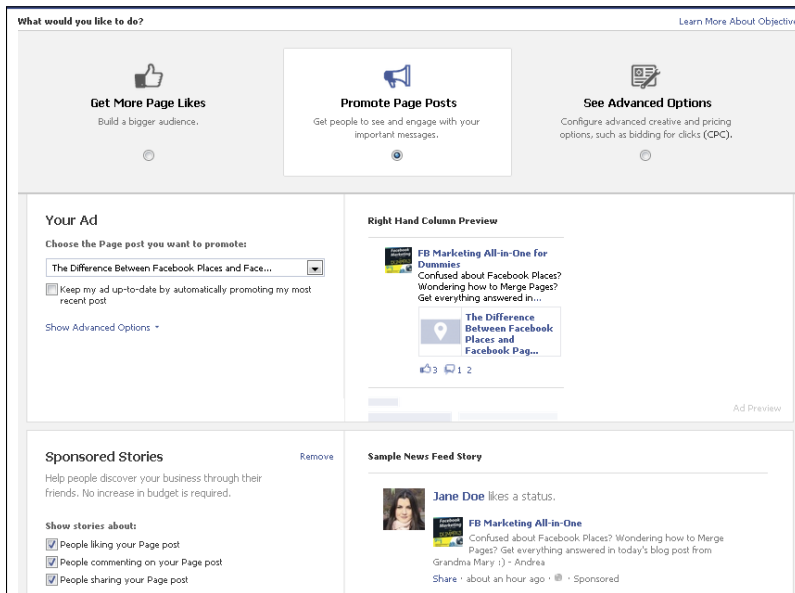 What would you like to do?
Learn More About Objective
Get More Page Likes
Build a bigger audience.
Promote Page Posts
Get people to see and engage with your
important messages.
See Advanced Options
Configure advanced creative and pricing
options, such as bidding for clicks (CPC).
Your Ad
Choose the Page post you want to promote:
The Difference Between Facebook Places and Face...
Keep my ad up-to-date by automatically promoting my most
recent post
Show Advanced Options
Right Hand Column Preview
Facebook
Marketing
FB Marketing All-in-One for
Dummies
Confused about Facebook Places?
Wondering how to Merge Pages?
Get everything answered in...
The Difference
Between Facebook
Places and
Facebook Pag...
3 1 2
Ad Preview
Sponsored Stories
Remove
Help people discover your business through their
friends. No increase in budget is required.
Show stories about:
People liking your Page post
People commenting on your Page post
People sharing your Page post
Sample News Feed Story
Jane Doe likes a status.
Facebook
Marketing
FB Marketing All-in-One
Confused about Facebook Places? Wondering how to Merge
Pages? Get everything answered in today's blog post from
Grandma Mary :) - Andrea
Share · about an hour ago · · Sponsored